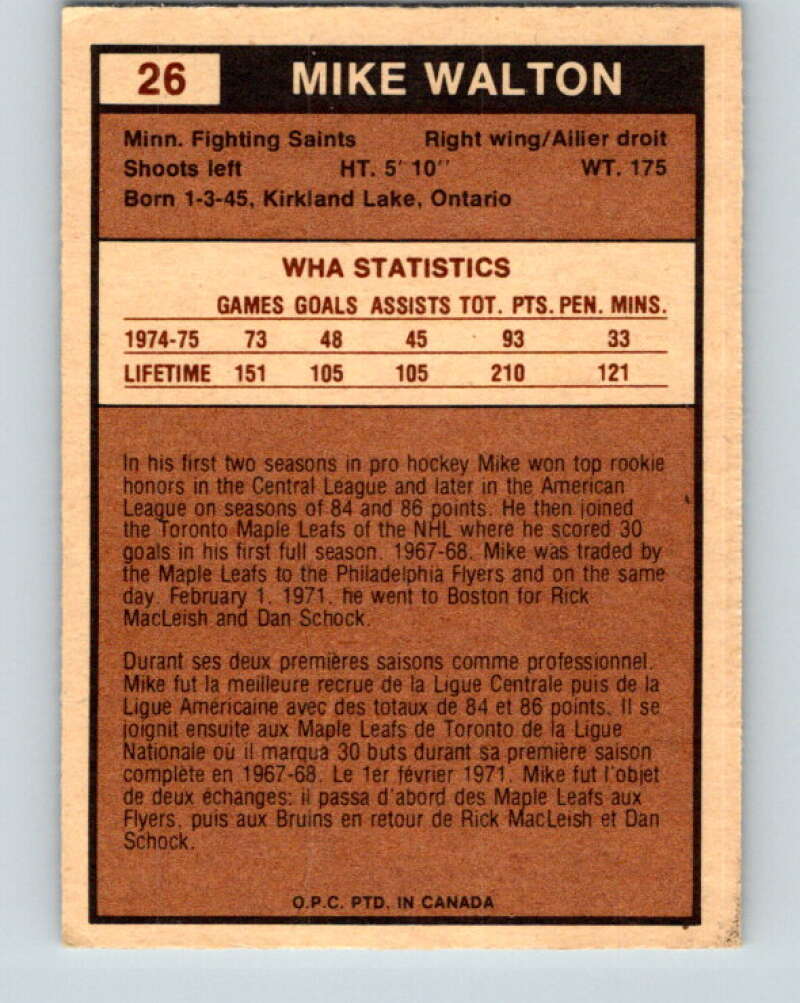 26 MIKE WALTON
Minn. Fighting Saints Right wing/Ailier droit
Shoots left HT. 5' 10'' WT. 175
Born 1-3-45, Kirkland Lake, Ontario
WHA STATISTICS
GAMES GOALS ASSISTS TOT. PTS. PEN. MINS.
1974-75 73 48 45 93 33
LIFETIME 151 105 105 210 121
In his first two seasons in pro hockey Mike won top rookie
honors in the Central League and later in the American
League on seasons of 84 and 86 points. He then joined
the Toronto Maple Leafs of the NHL where he scored 30
goals in his first full season, 1967-68. Mike was traded by
the Maple Leafs to the Philadelphia Flyers and on the same
day, February 1, 1971, he went to Boston for Rick
MacLeish and Dan Schock.
Durant ses deux premières saisons comme professionnel,
Mike fut la meilleure recrue de la Ligue Centrale puis de la
Ligue Américaine avec des totaux de 84 et 86 points. Il se
joignit ensuite aux Maple Leafs de Toronto de la Ligue
Nationale où il marqua 30 buts durant sa première saison
complète en 1967-68. Le 1er février 1971, Mike fut l'objet
de deux échanges: il passa d'abord des Maple Leafs aux
Flyers, puis aux Bruins en retour de Rick MacLeish et Dan
Schock.
O.P.C. PTD. IN CANADA